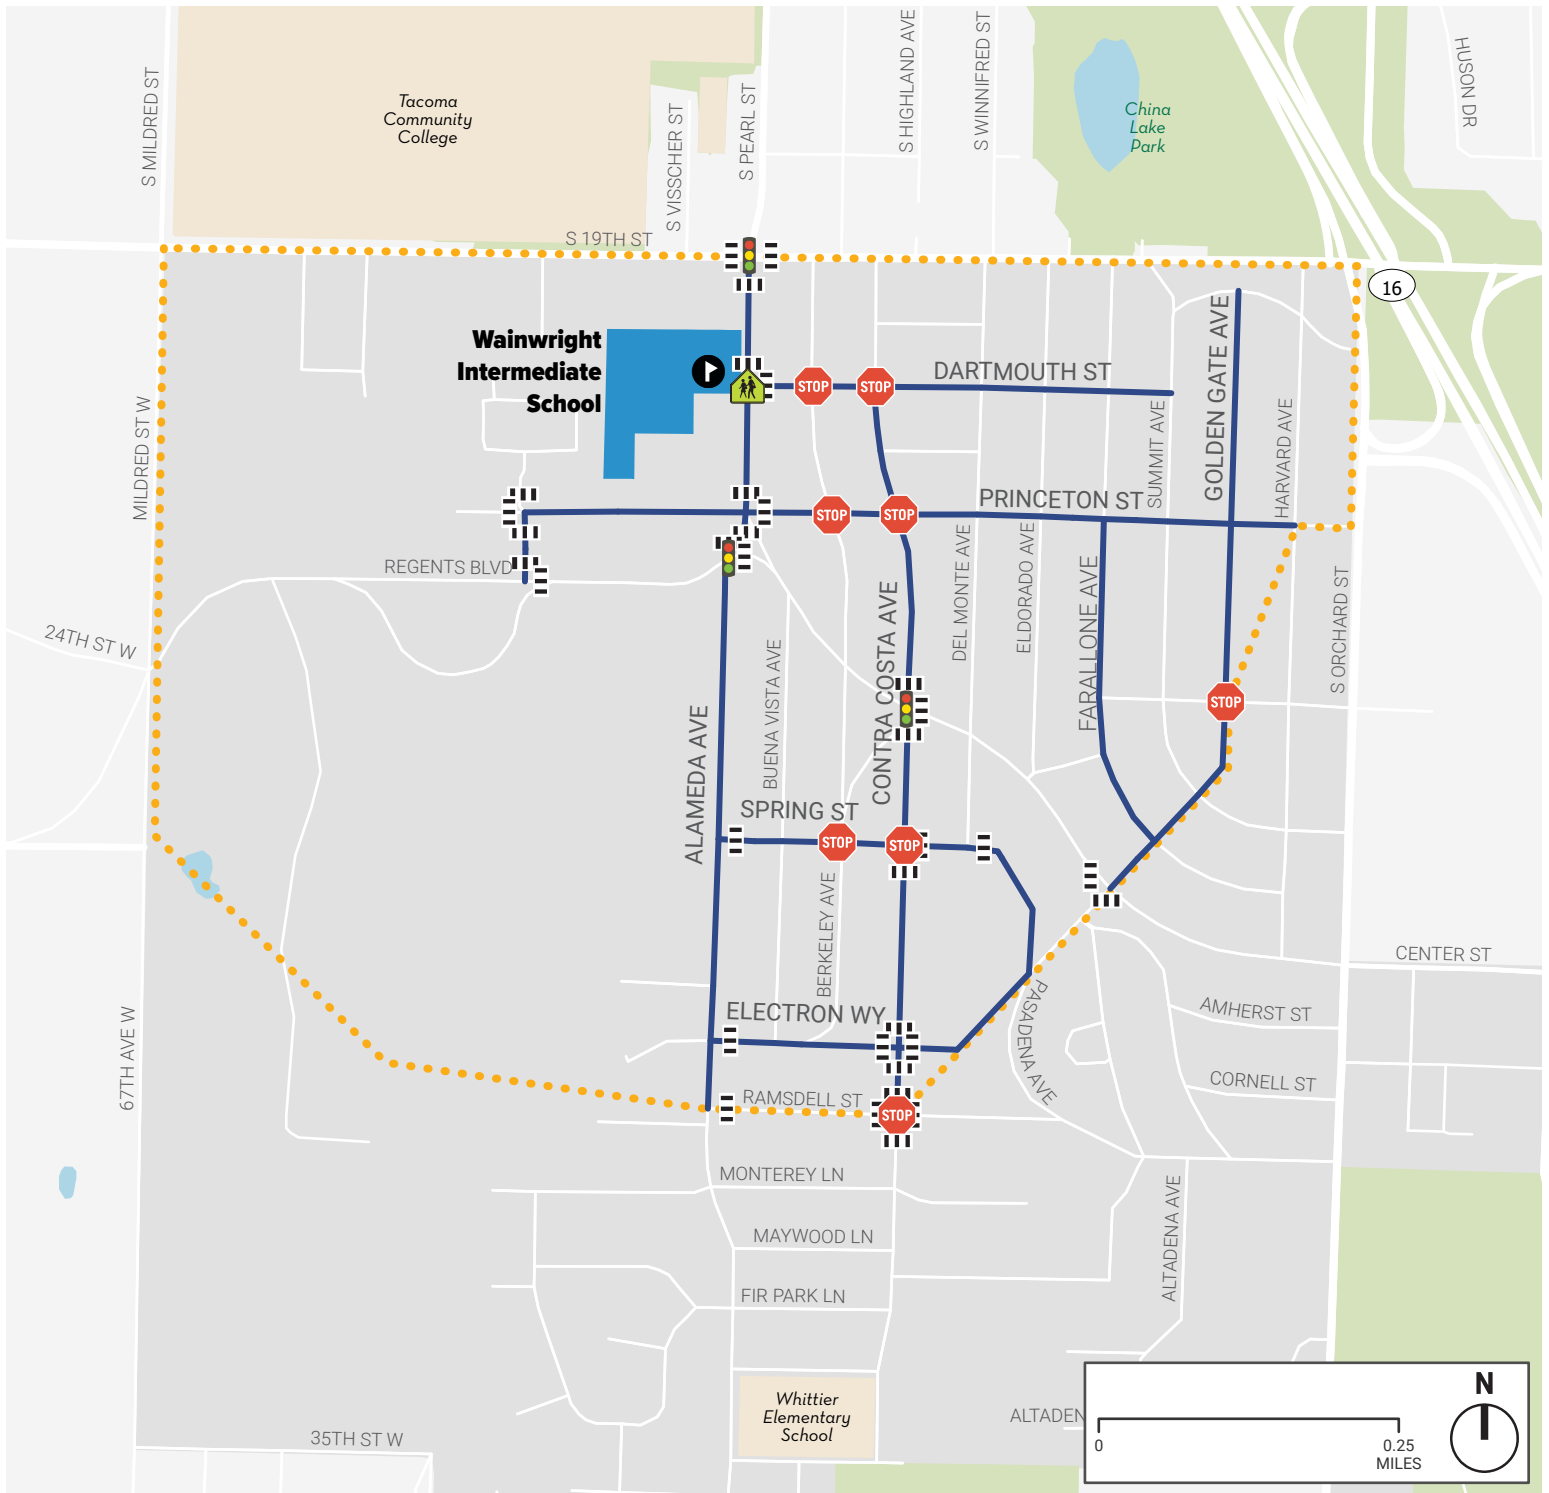 S MILDRED ST
Tacoma
Community
College
S VISSCHER ST
S PEARL ST
S HIGHLAND AVE
S WINNIFRED ST
China
Lake
Park
HUSON DR
S 19TH ST
16
Wainwright
Intermediate
School
STOP
STOP
DARTMOUTH ST
GOLDEN GATE AVE
SUMMIT AVE
HARVARD AVE
MILDRED ST W
STOP
STOP
PRINCETON ST
REGENTS BLVD
24TH ST W
DEL MONTE AVE
ELDORADO AVE
FARALLONE AVE
S ORCHARD ST
BUENA VISTA AVE
CONTRA COSTA AVE
ALAMEDA AVE
STOP
SPRING ST
STOP
STOP
BERKELEY AVE
CENTER ST
67TH AVE W
ELECTRON WY
PASADENA AVE
AMHERST ST
CORNELL ST
RAMSDELL ST
STOP
MONTEREY LN
ALTADENA AVE
MAYWOOD LN
FIR PARK LN
Whittier
Elementary
School
35TH ST W
ALTADEN
N
0
0.25
MILES